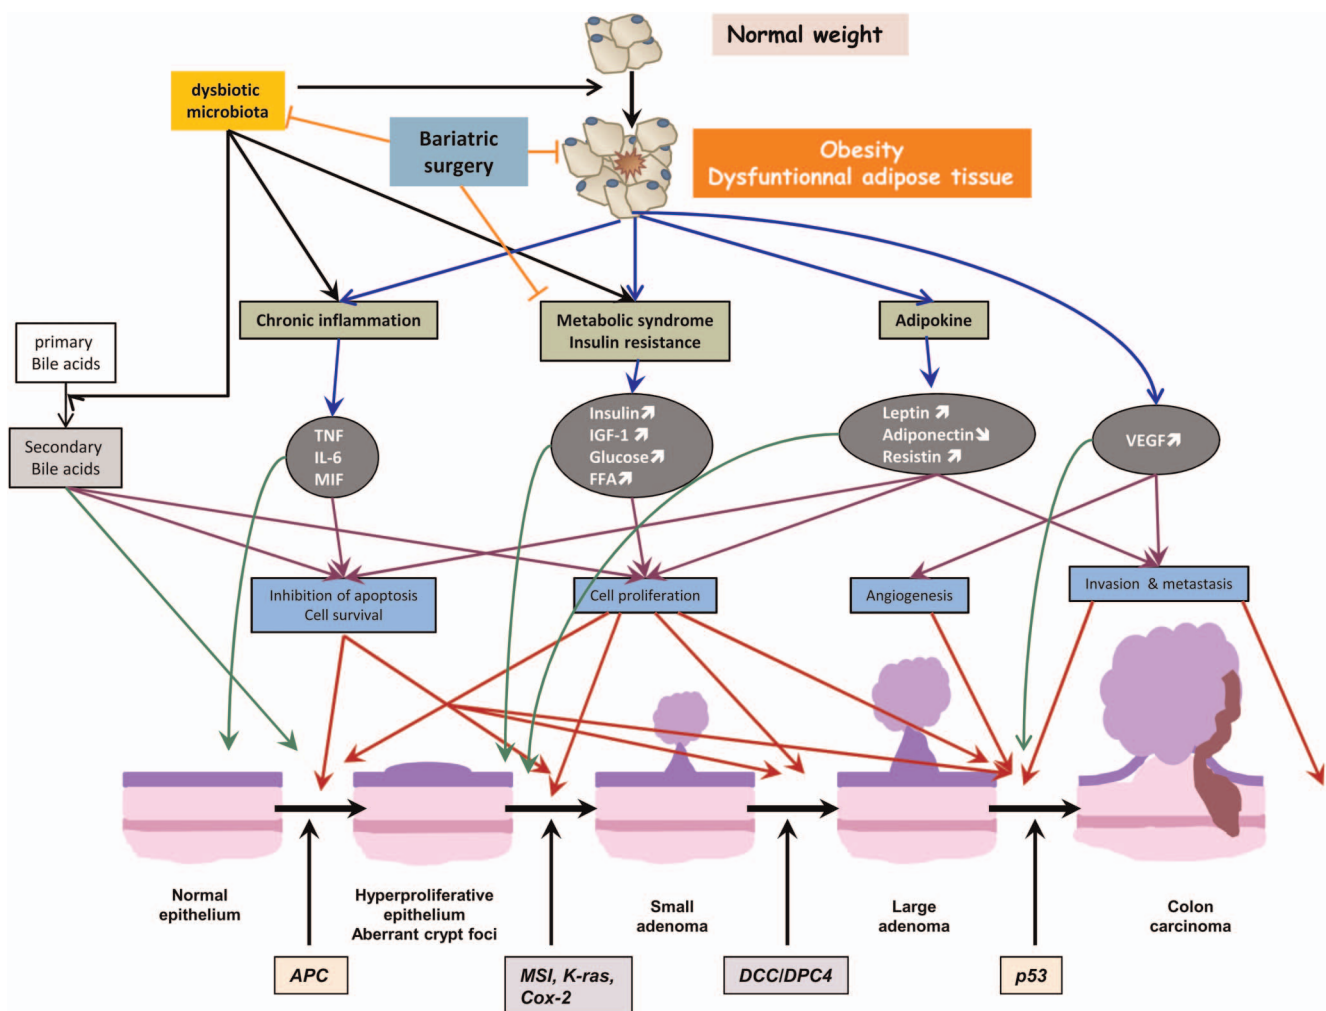 Normal weight
dysbiotic
microbiota
Bariatric
surgery
Obesity
Dysfuntionnal adipose tissue
Chronic inflammation
Metabolic syndrome
Insulin resistance
Adipokine
primary
Bile acids
Secondary
Bile acids
TNF
IL-6
MIF
Insulin↗
IGF-1 ↗
Glucose↗
FFA↗
Leptin ↗
Adiponectin↘
Resistin ↗
VEGF↗
Inhibition of apoptosis
Cell survival
Cell proliferation
Angiogenesis
Invasion & metastasis
Normal
epithelium
Hyperproliferative
epithelium
Aberrant crypt foci
Small
adenoma
Large
adenoma
Colon
carcinoma
APC
MSI, K-ras,
Cox-2
DCC/DPC4
p53